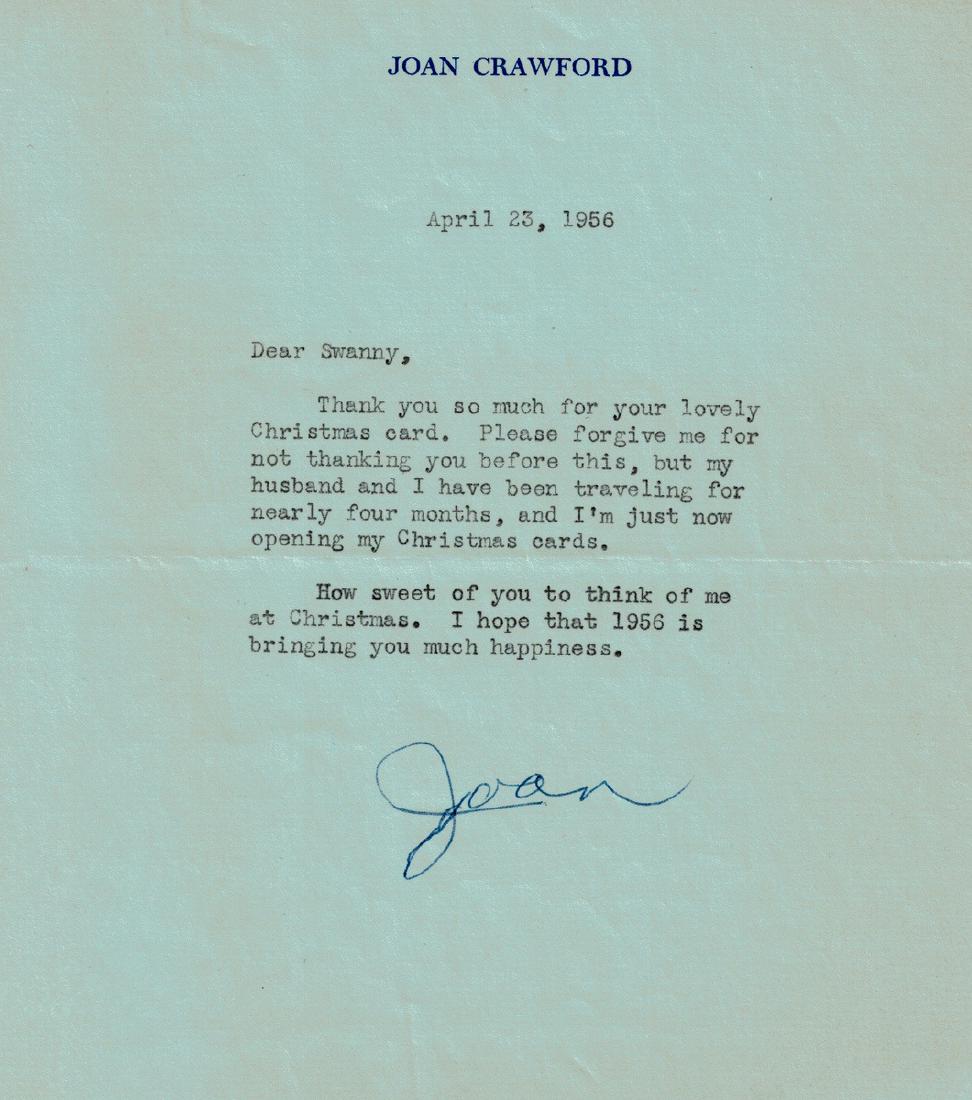 JOAN CRAWFORD
April 23, 1956
Dear Swanny,
Thank you so much for your lovely
Christmas card.  Please forgive me for
not thanking you before this, but my
husband and I have been traveling for
nearly four months, and I'm just now
opening my Christmas cards.
How sweet of you to think of me
at Christmas.  I hope that 1956 is
bringing you much happiness.
Joan